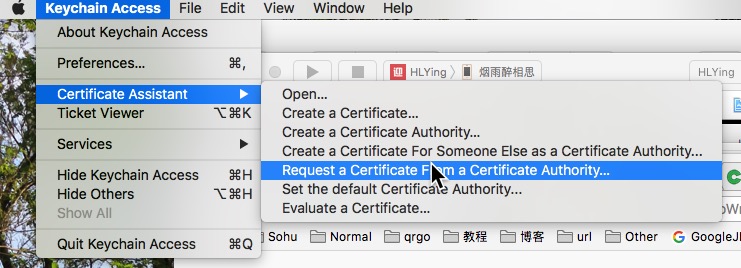 Keychain Access File Edit View Window Help
About Keychain Access
Preferences... ⌘,
Certificate Assistant ▶
Ticket Viewer ⌥⌘K
Services ▶
Hide Keychain Access ⌘H
Hide Others ⌥⌘H
Show All
Quit Keychain Access ⌘Q
Open...
Create a Certificate...
Create a Certificate Authority...
Create a Certificate For Someone Else as a Certificate Authority...
Request a Certificate From a Certificate Authority...
Set the default Certificate Authority...
Evaluate a Certificate...
HLYing 〉 烟雨醉相思
HLYing
Sohu Normal qrgo 教程 博客 url Other